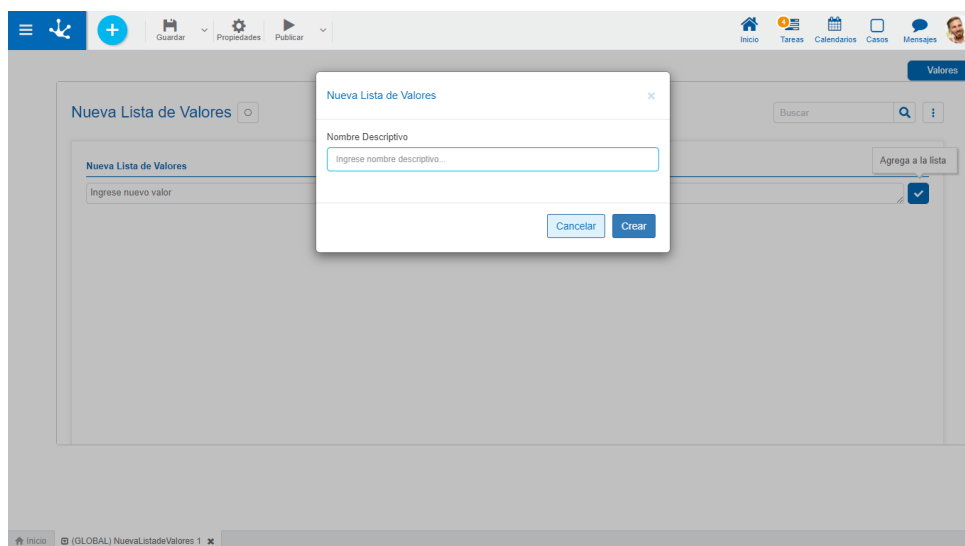 Guardar
Propiedades
Publicar
Inicio
Tareas
Calendarios
Casos
Mensajes
Valores
Nueva Lista de Valores
Buscar
Nueva Lista de Valores
Agrega a la lista
Ingrese nuevo valor
Nueva Lista de Valores
Nombre Descriptivo
Ingrese nombre descriptivo...
Cancelar
Crear
Inicio
(GLOBAL) NuevaListadeValores 1